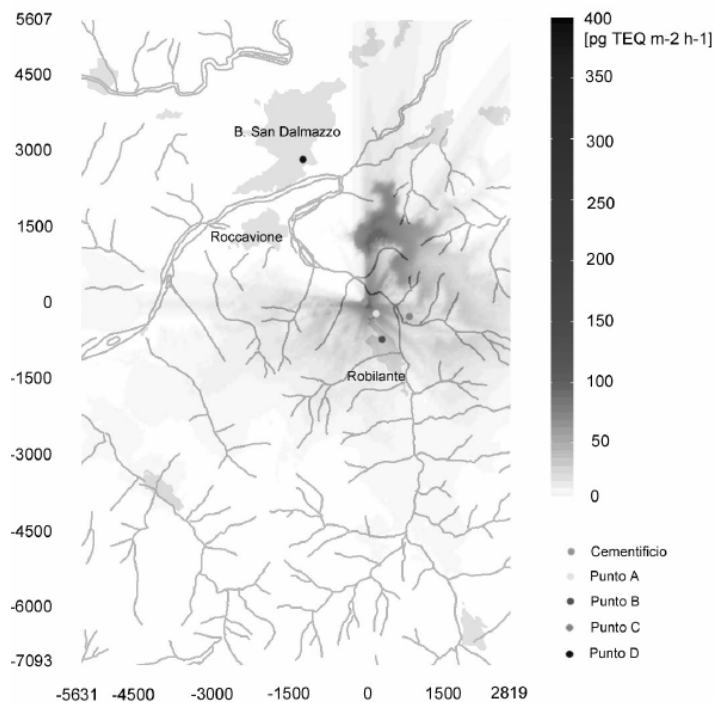 5607
4500
3000
1500
0
-1500
-3000
-4500
-6000
-7093
-5631 -4500 -3000 -1500 0 1500 2819
B. San Dalmazzo
Roccavione
Robilante
400
[pg TEQ m-2 h-1]
350
300
250
200
150
100
50
0
Cementificio
Punto A
Punto B
Punto C
Punto D